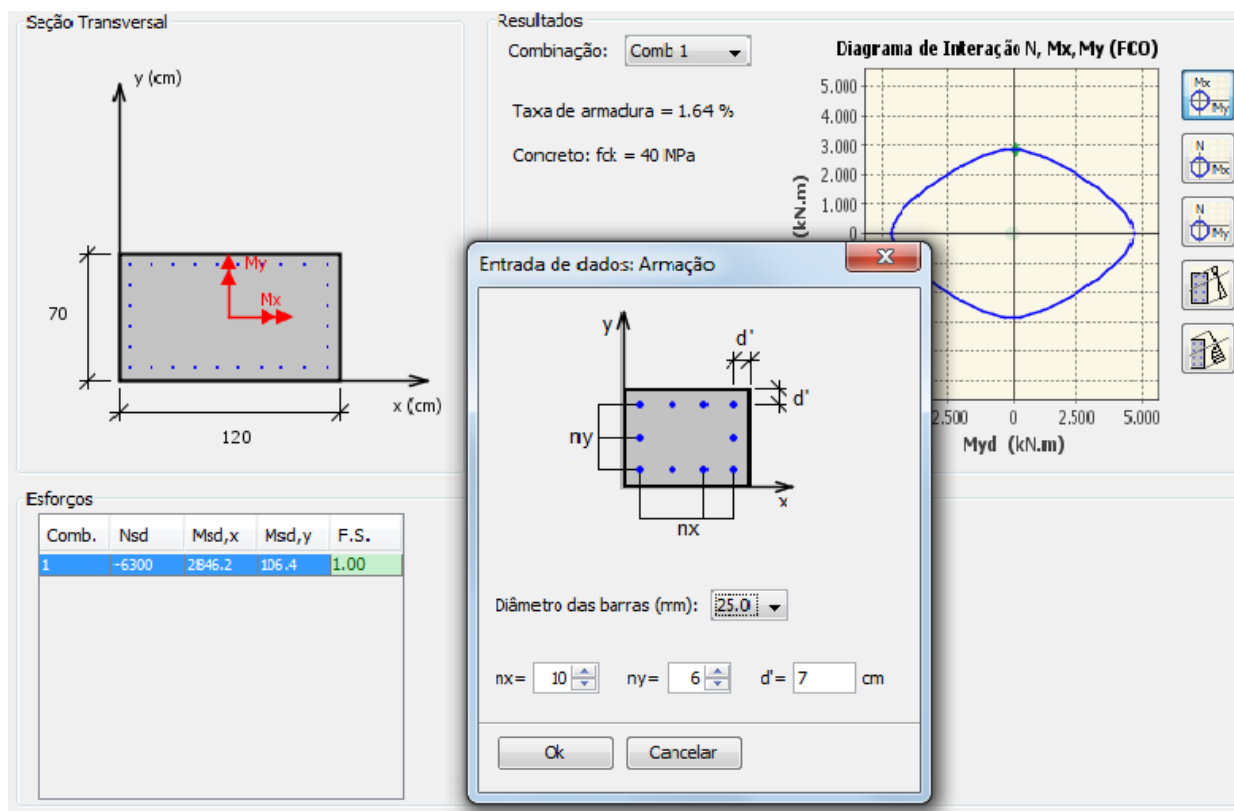 Seção Transversal
y (cm)
My
Mx
70
x (cm)
120
Resultados
Combinação: Comb 1
Taxa de armadura = 1.64 %
Concreto: fck = 40 MPa
Diagrama de Interação N, Mx, My (FCO)
5.000
4.000
3.000
2.000
1.000
0
(kN.m)
2.500 0 2.500 5.000
Myd (kN.m)
Mx
My
N
Mx
N
My
Entrada de dados: Armação
y
d'
d'
ny
x
nx
Diâmetro das barras (mm): 25.0
nx= 10 ny= 6 d'= 7 cm
Ok Cancelar
Esforços
Comb. Nsd Msd,x Msd,y F.S.
1 -6300 2846.2 106.4 1.00